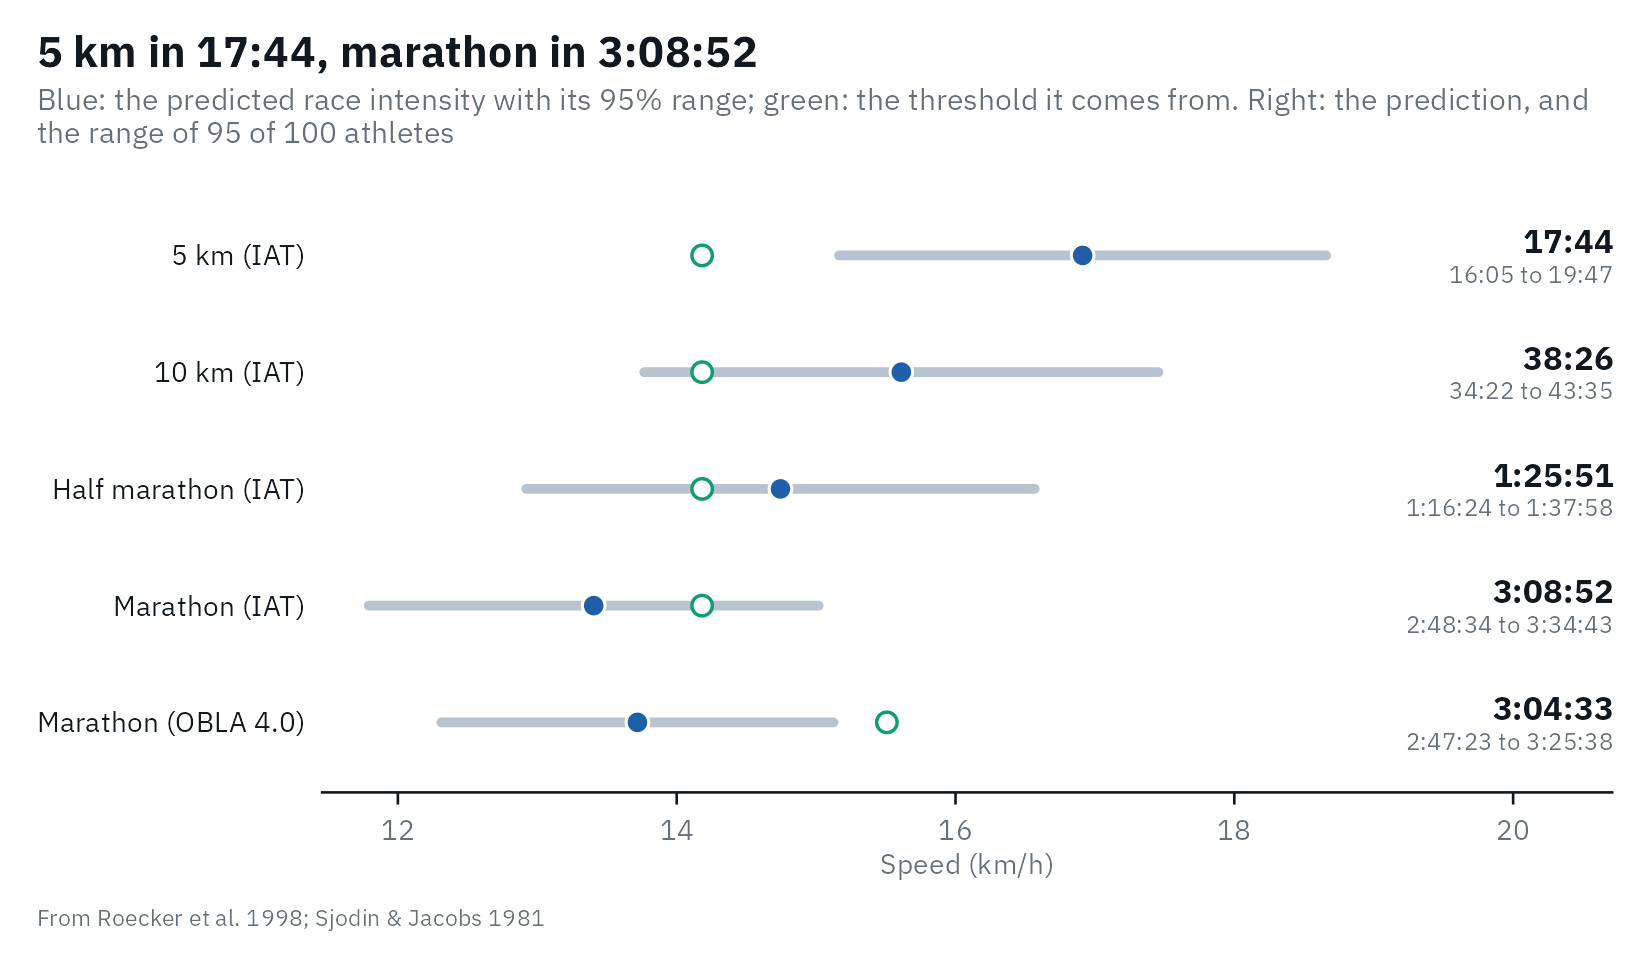 5 km in 17:44, marathon in 3:08:52
Blue: the predicted race intensity with its 95% range; green: the threshold it comes from. Right: the prediction, and
the range of 95 of 100 athletes
5 km (IAT)
17:44
16:05 to 19:47
10 km (IAT)
38:26
34:22 to 43:35
Half marathon (IAT)
1:25:51
1:16:24 to 1:37:58
Marathon (IAT)
3:08:52
2:48:34 to 3:34:43
Marathon (OBLA 4.0)
3:04:33
2:47:23 to 3:25:38
12 14 16 18 20
Speed (km/h)
From Roecker et al. 1998; Sjodin & Jacobs 1981